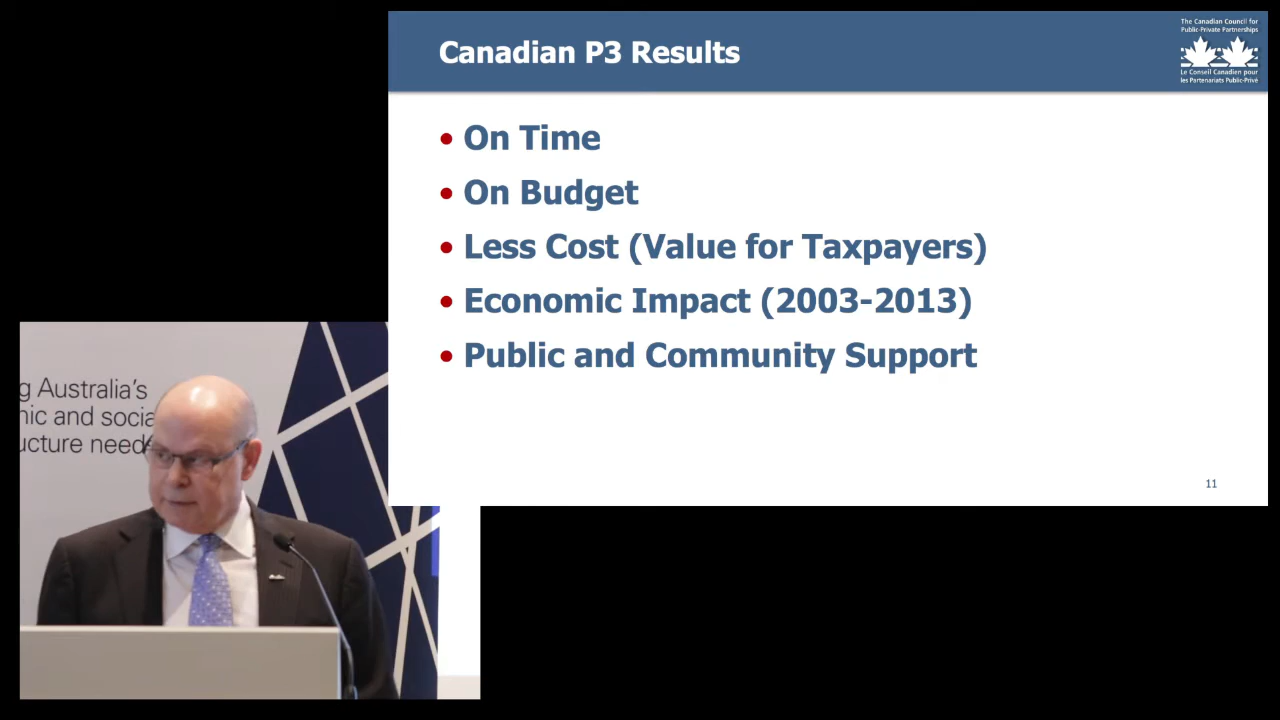 Canadian P3 Results
The Canadian Council for
Public-Private Partnerships
Le Conseil Canadien pour
les Partenariats Public-Privé
• On Time
• On Budget
• Less Cost (Value for Taxpayers)
• Economic Impact (2003-2013)
• Public and Community Support
11
g Australia's
nic and socia
ucture needs